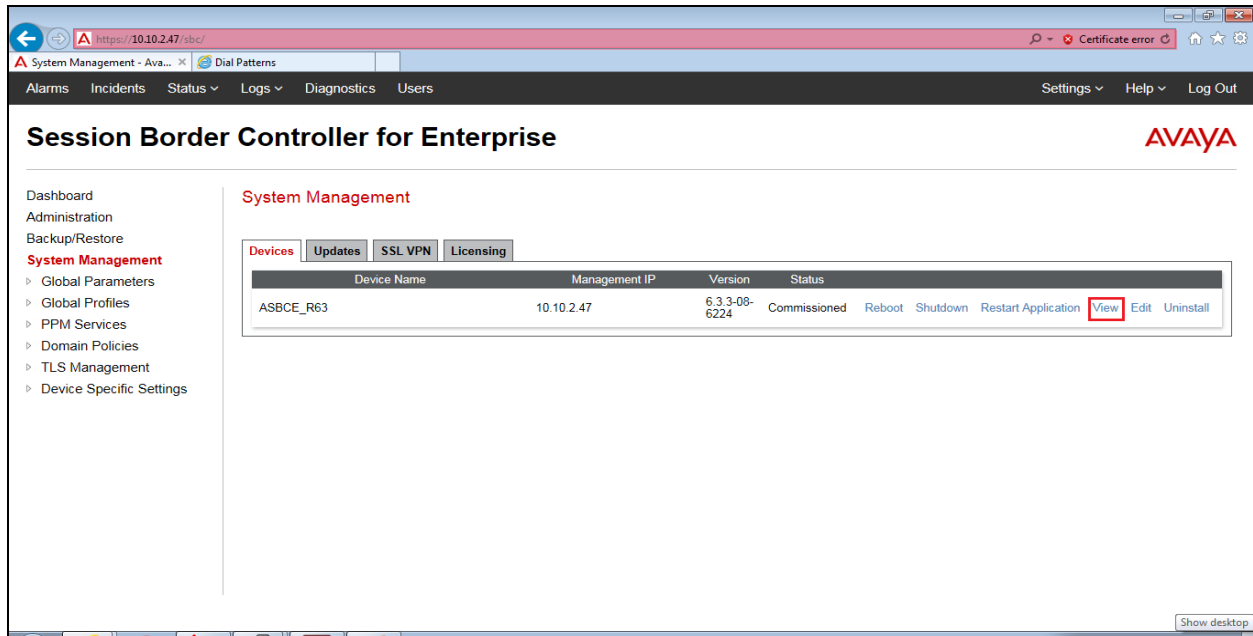 https://10.10.2.47/sbc/
Certificate error
System Management - Ava...
Dial Patterns
Alarms Incidents Status Logs Diagnostics Users Settings Help Log Out
Session Border Controller for Enterprise
AVAYA
Dashboard
Administration
Backup/Restore
System Management
Global Parameters
Global Profiles
PPM Services
Domain Policies
TLS Management
Device Specific Settings
System Management
Devices Updates SSL VPN Licensing
Device Name Management IP Version Status
ASBCE_R63 10.10.2.47 6.3.3-08-
6224 Commissioned Reboot Shutdown Restart Application View Edit Uninstall
Show desktop